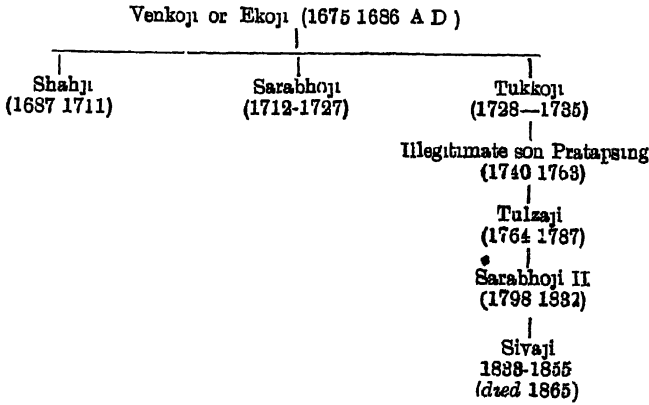 Venkoji or Ekoji (1675 1686 A D)
Shahji
(1687 1711)
Sarabhoji
(1712-1727)
Tukkoji
(1728—1735)
Illegitimate son Pratapsing
(1740 1763)
Tulzaji
(1764 1787)
Sarabhoji II
(1798 1832)
Sivaji
1833-1855
(died 1865)